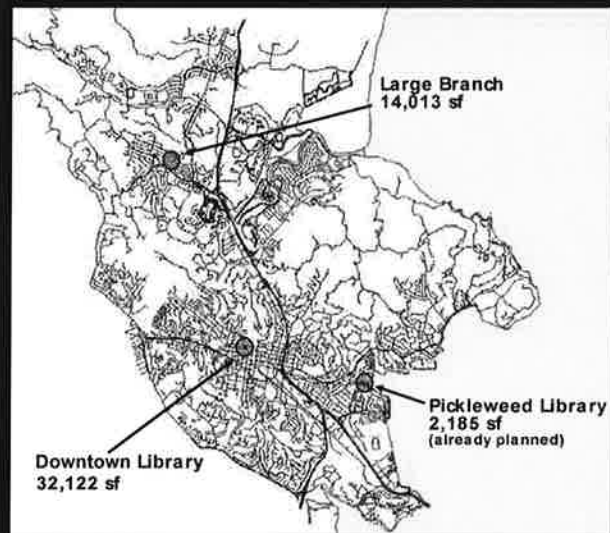 Large Branch
14,013 sf
Pickleweed Library
2,185 sf
(already planned)
Downtown Library
32,122 sf